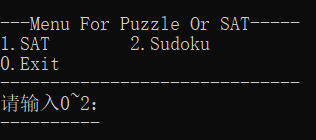 ---Menu For Puzzle Or SAT-----
1.SAT        2.Sudoku
0.Exit
------------------------------
请输入0~2:
----------